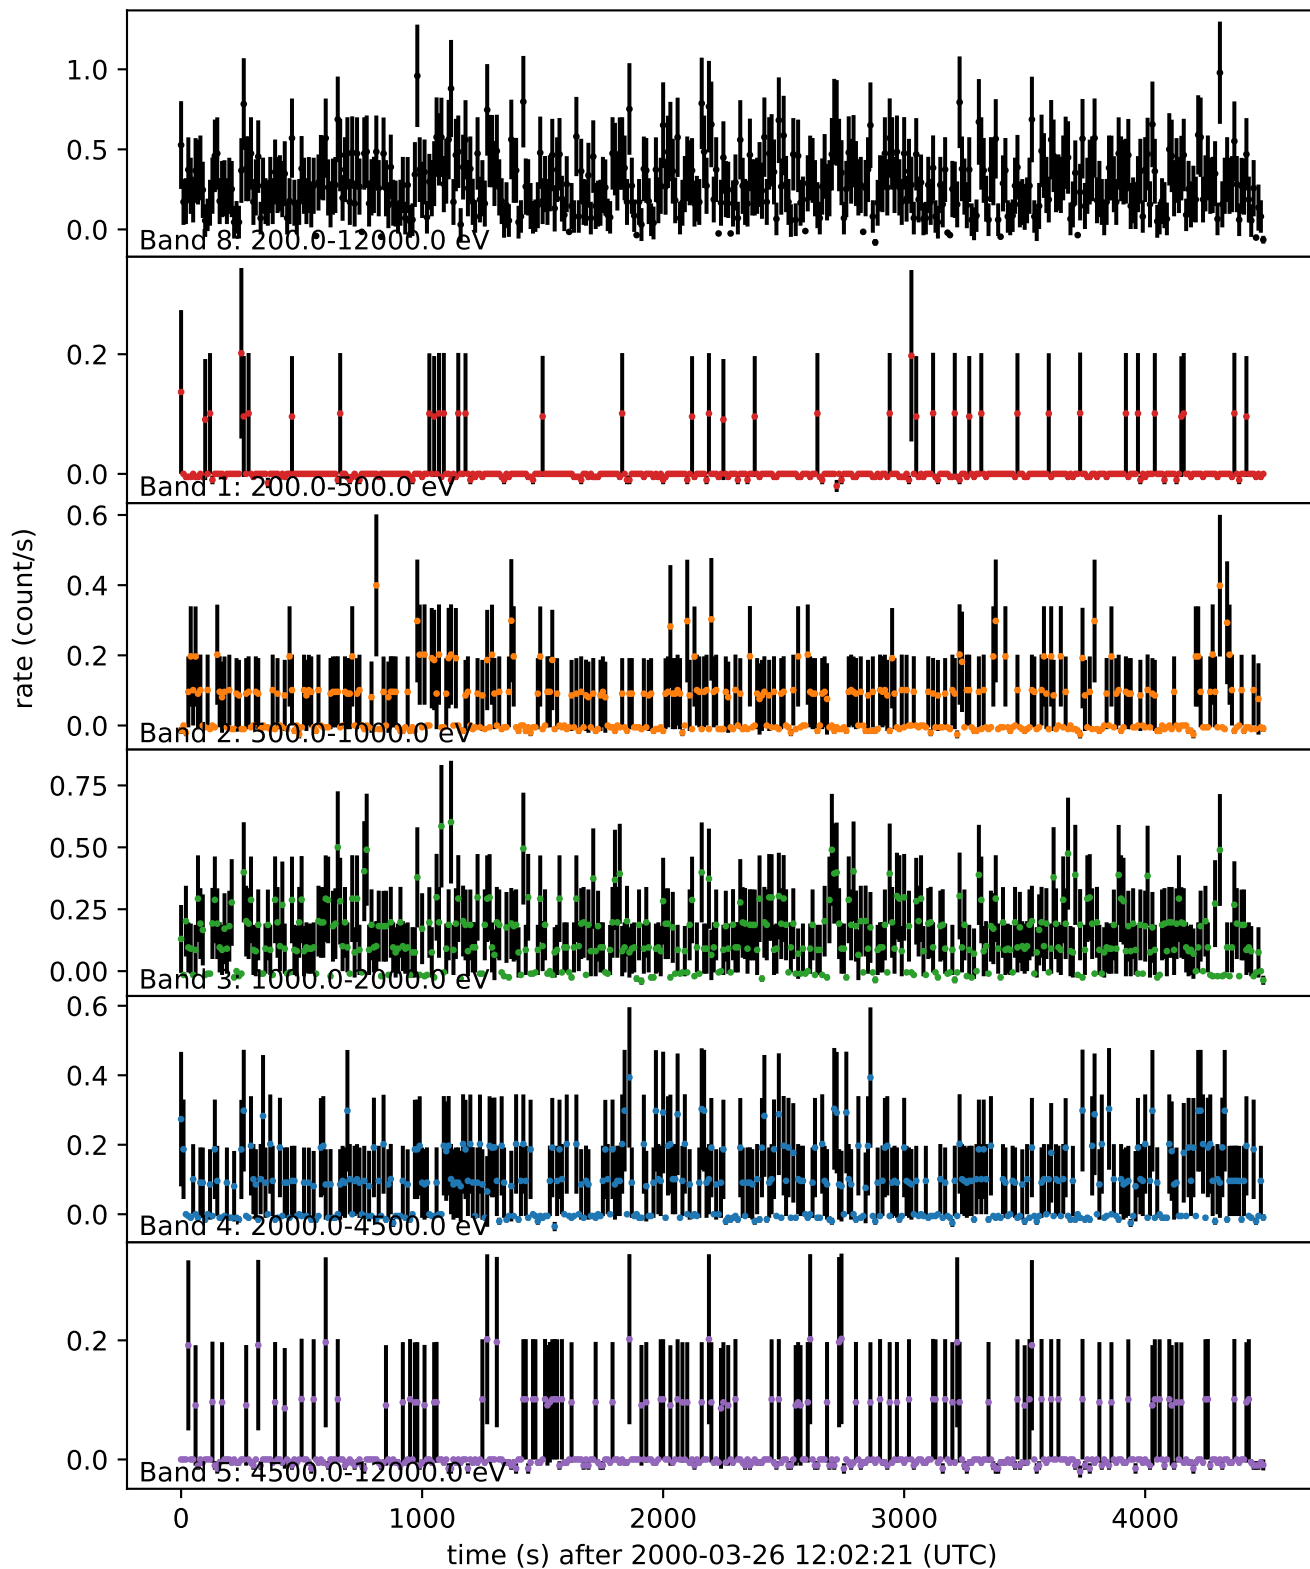 1.0
0.5
0.0
Band 8: 200.0-12000.0 eV
0.2
0.0
Band 1: 200.0-500.0 eV
0.6
0.4
0.2
0.0
Band 2: 500.0-1000.0 eV
rate (count/s)
0.75
0.50
0.25
0.00
Band 3: 1000.0-2000.0 eV
0.6
0.4
0.2
0.0
Band 4: 2000.0-4500.0 eV
0.2
0.0
Band 5: 4500.0-12000.0 eV
0 1000 2000 3000 4000
time (s) after 2000-03-26 12:02:21 (UTC)